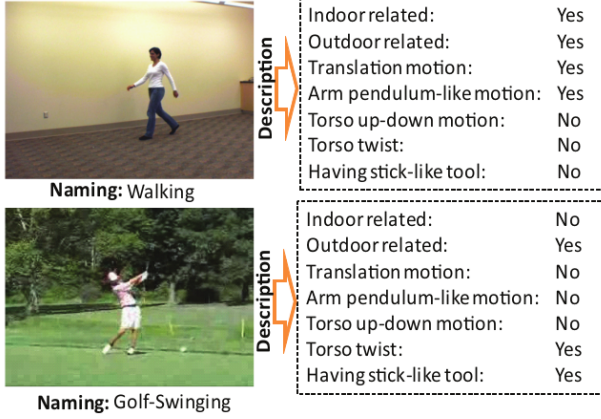 Description
Indoor related: Yes
Outdoor related: Yes
Translation motion: Yes
Arm pendulum-like motion: Yes
Torso up-down motion: No
Torso twist: No
Having stick-like tool: No
Naming: Walking
Description
Indoor related: No
Outdoor related: Yes
Translation motion: No
Arm pendulum-like motion: No
Torso up-down motion: No
Torso twist: Yes
Having stick-like tool: Yes
Naming: Golf-Swinging